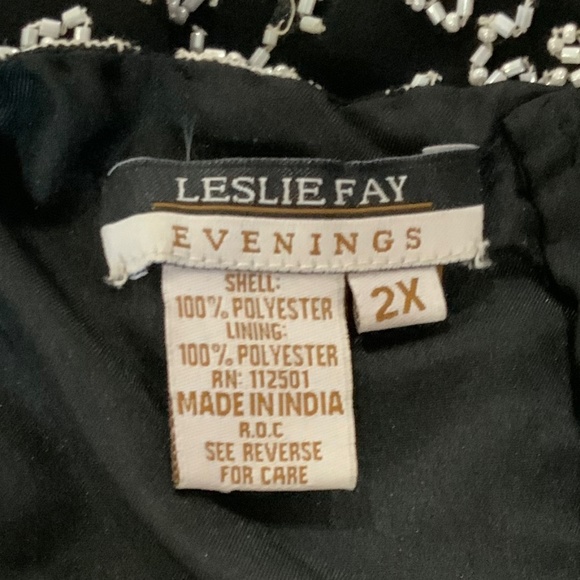 LESLIE FAY
EVENINGS
2X
SHELL:
100% POLYESTER
LINING:
100% POLYESTER
RN: 112501
MADE IN INDIA
R.O.C
SEE REVERSE
FOR CARE